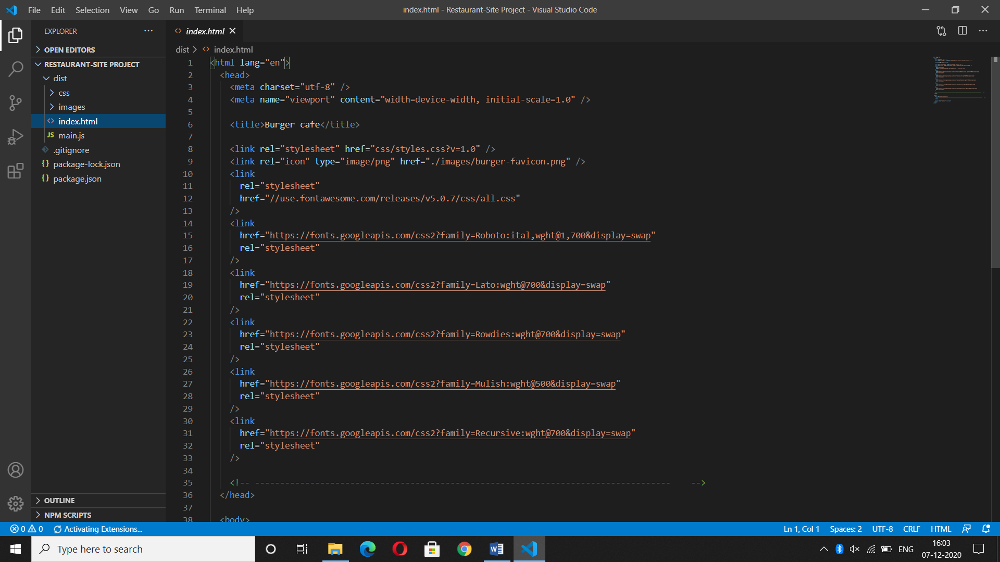 File Edit Selection View Go Run Terminal Help
index.html - Restaurant-Site Project - Visual Studio Code
EXPLORER
OPEN EDITORS
RESTAURANT-SITE PROJECT
dist
css
images
index.html
JS main.js
.gitignore
{} package-lock.json
{} package.json
OUTLINE
NPM SCRIPTS
<> index.html
dist > <> index.html
1 <html lang="en">
2 <head>
3 <meta charset="utf-8" />
4 <meta name="viewport" content="width=device-width, initial-scale=1.0" />
5
6 <title>Burger cafe</title>
7
8 <link rel="stylesheet" href="css/styles.css?v=1.0" />
9 <link rel="icon" type="image/png" href="./images/burger-favicon.png" />
10 <link
11 rel="stylesheet"
12 href="//use.fontawesome.com/releases/v5.0.7/css/all.css"
13 />
14 <link
15 href="https://fonts.googleapis.com/css2?family=Roboto:ital,wght@1,700&display=swap"
16 rel="stylesheet"
17 />
18 <link
19 href="https://fonts.googleapis.com/css2?family=Lato:wght@700&display=swap"
20 rel="stylesheet"
21 />
22 <link
23 href="https://fonts.googleapis.com/css2?family=Rowdies:wght@700&display=swap"
24 rel="stylesheet"
25 />
26 <link
27 href="https://fonts.googleapis.com/css2?family=Mulish:wght@500&display=swap"
28 rel="stylesheet"
29 />
30 <link
31 href="https://fonts.googleapis.com/css2?family=Recursive:wght@700&display=swap"
32 rel="stylesheet"
33 />
34
35 <!-- ----------------------------------------------------------------------------------- -->
36 </head>
37
38 <body>
0 0 Activating Extensions...
Ln 1, Col 1 Spaces: 2 UTF-8 CRLF HTML
Type here to search
ENG
16:03
07-12-2020